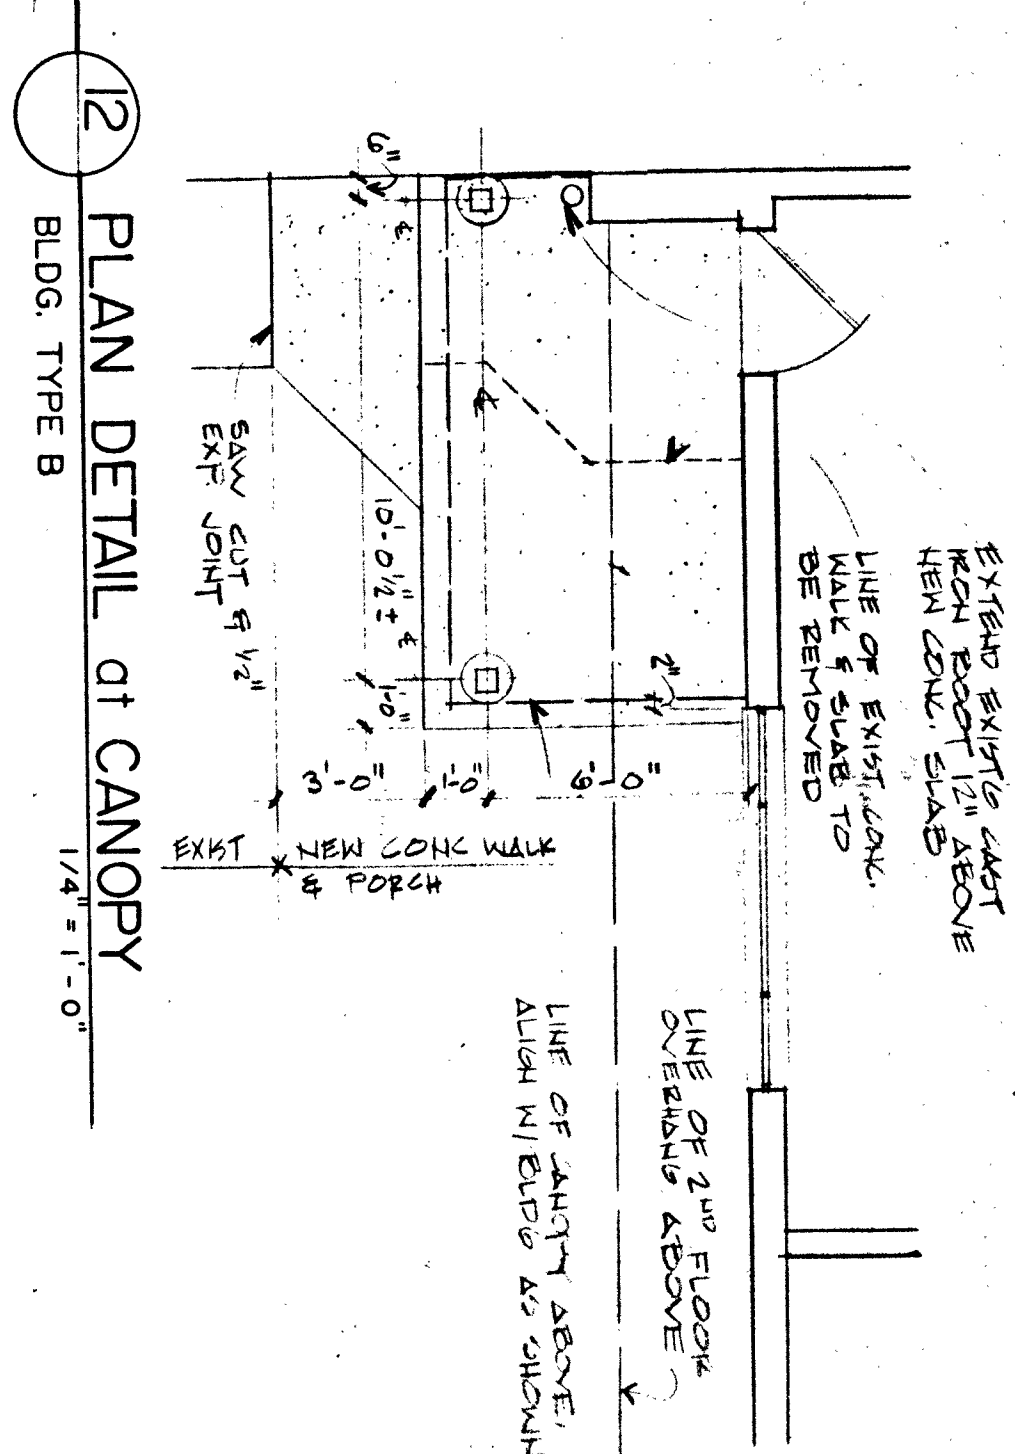 EXTEND EXIST'G CAST
IRON BOOT 12" ABOVE
NEW CONC. SLAB
LINE OF EXIST. CONC.
WALK & SLAB TO
BE REMOVED
LINE OF 2ND FLOOR
OVERHANG ABOVE
LINE OF CANOPY ABOVE,
ALIGN W/ BLDG AS SHOWN
2"
6'-0"
1'-0"
3'-0"
NEW CONC WALK
& PORCH
EXIST
6"
℄
℄
10'-0 1/2" ±
℄
1'-0"
SAW CUT & 1/2"
EXP. JOINT
12
PLAN DETAIL at CANOPY
BLDG. TYPE B
1/4" = 1'-0"